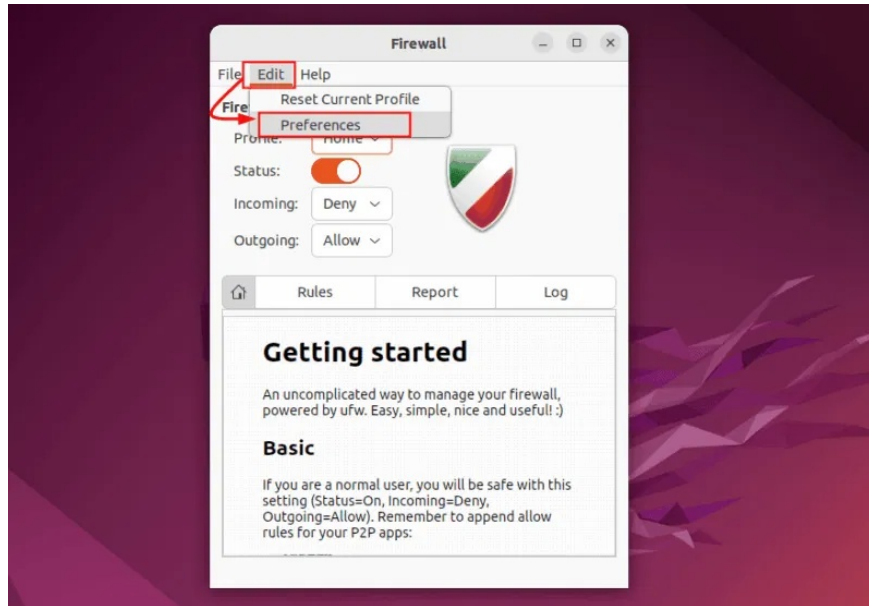 Firewall
File Edit Help
Reset Current Profile
Fire
Preferences
Profile: Home
Status:
Incoming: Deny
Outgoing: Allow
Rules Report Log
Getting started
An uncomplicated way to manage your firewall,
powered by ufw. Easy, simple, nice and useful! :)
Basic
If you are a normal user, you will be safe with this
setting (Status=On, Incoming=Deny,
Outgoing=Allow). Remember to append allow
rules for your P2P apps: